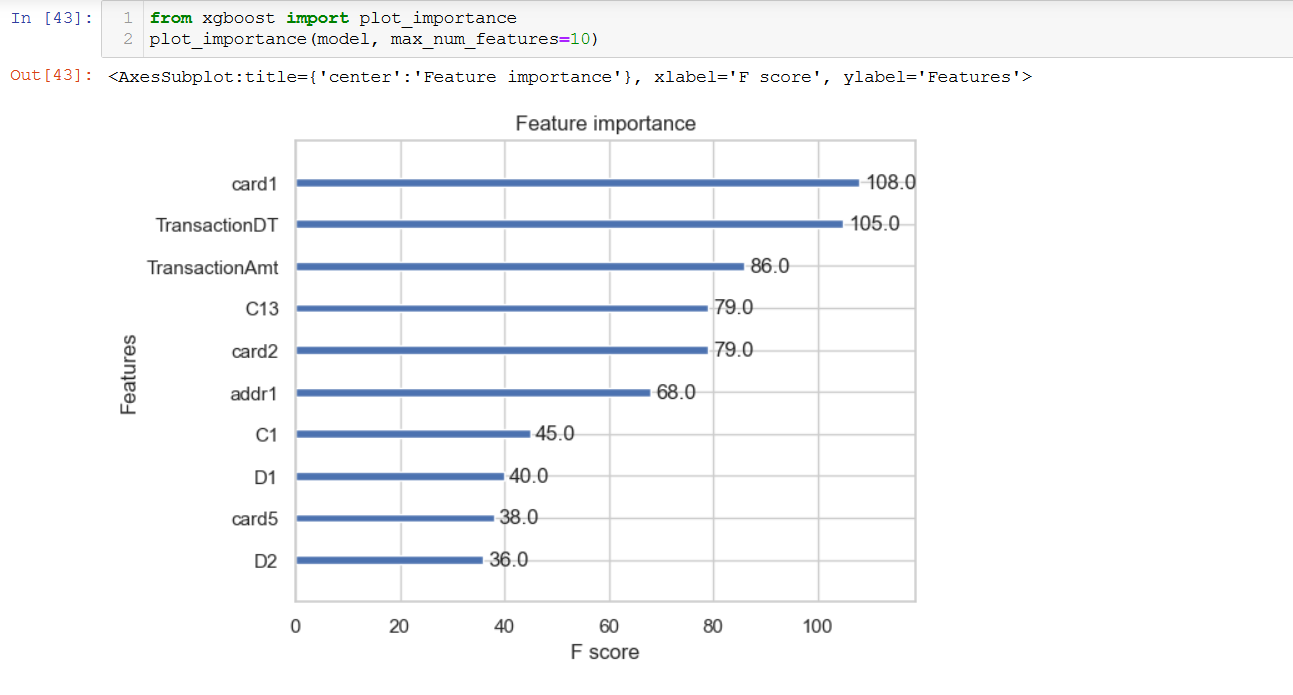 In [43]:
1 from xgboost import plot_importance
2 plot_importance(model, max_num_features=10)
Out[43]: <AxesSubplot:title={'center':'Feature importance'}, xlabel='F score', ylabel='Features'>
Feature importance
card1 108.0
TransactionDT 105.0
TransactionAmt 86.0
C13 79.0
card2 79.0
addr1 68.0
C1 45.0
D1 40.0
card5 38.0
D2 36.0
Features
0 20 40 60 80 100
F score